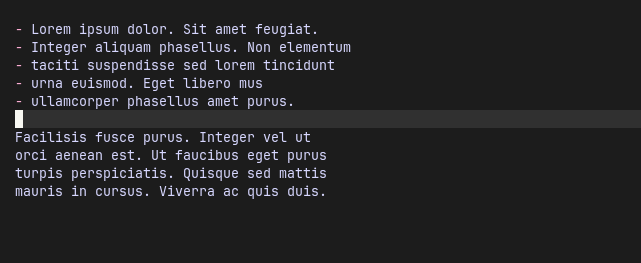 - Lorem ipsum dolor. Sit amet feugiat.
- Integer aliquam phasellus. Non elementum
- taciti suspendisse sed lorem tincidunt
- urna euismod. Eget libero mus
- ullamcorper phasellus amet purus.
Facilisis fusce purus. Integer vel ut
orci aenean est. Ut faucibus eget purus
turpis perspiciatis. Quisque sed mattis
mauris in cursus. Viverra ac quis duis.